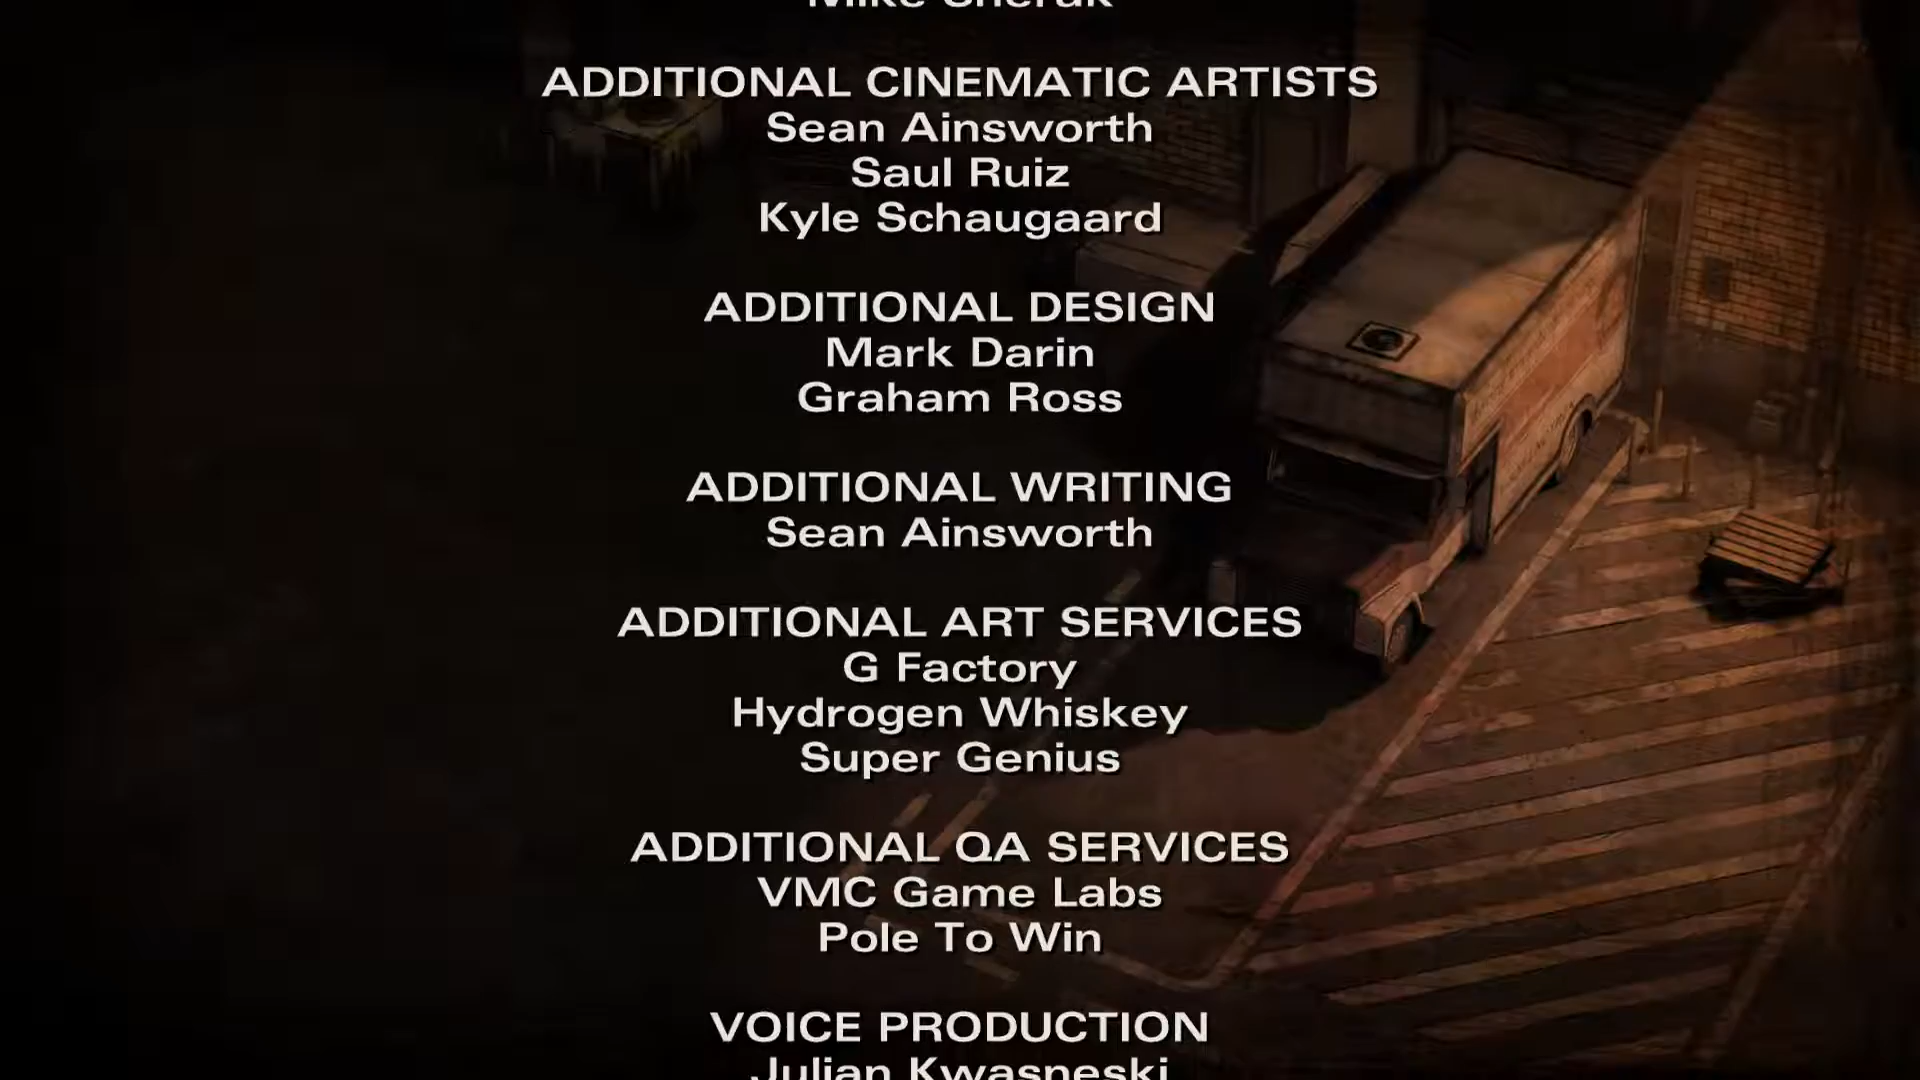 ADDITIONAL CINEMATIC ARTISTS
Sean Ainsworth
Saul Ruiz
Kyle Schaugaard
ADDITIONAL DESIGN
Mark Darin
Graham Ross
ADDITIONAL WRITING
Sean Ainsworth
ADDITIONAL ART SERVICES
G Factory
Hydrogen Whiskey
Super Genius
ADDITIONAL QA SERVICES
VMC Game Labs
Pole To Win
VOICE PRODUCTION
Julian Kwasneski